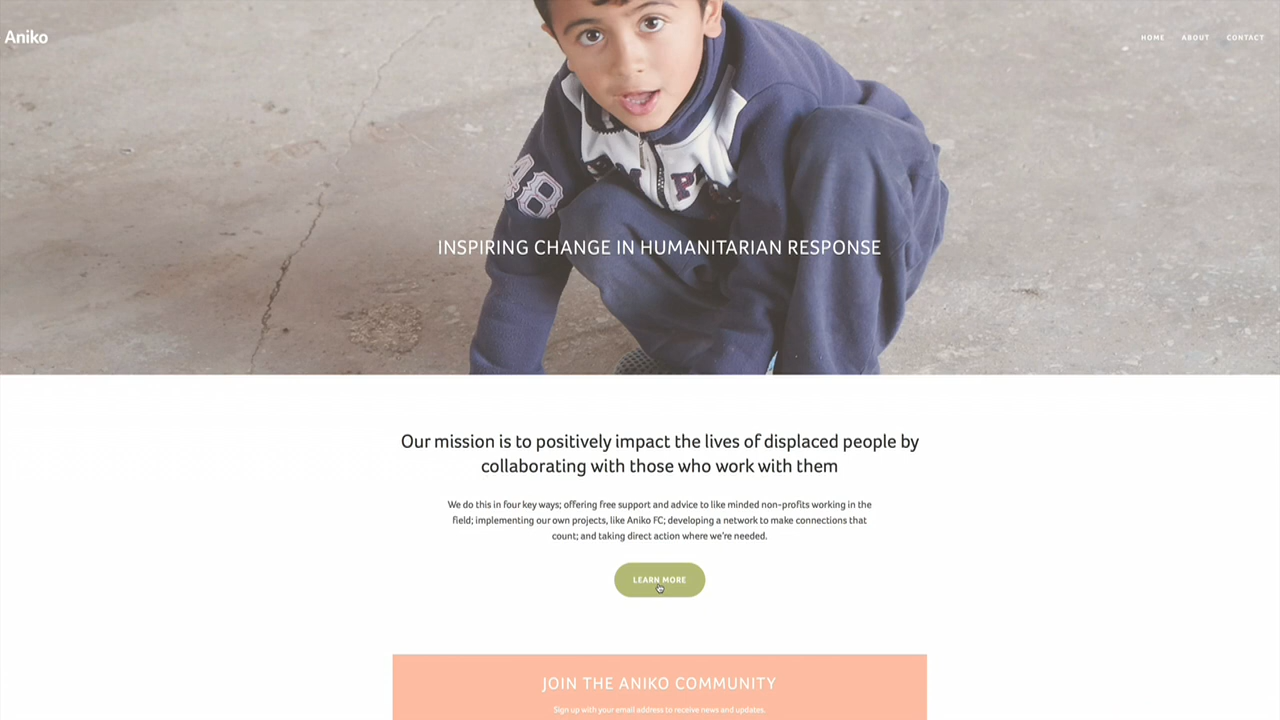 Aniko
HOME ABOUT CONTACT
48
INSPIRING CHANGE IN HUMANITARIAN RESPONSE
Our mission is to positively impact the lives of displaced people by
collaborating with those who work with them
We do this in four key ways; offering free support and advice to like minded non-profits working in the
field; implementing our own projects, like Aniko FC; developing a network to make connections that
count; and taking direct action where we're needed.
LEARN MORE
JOIN THE ANIKO COMMUNITY
Sign up with your email address to receive news and updates.